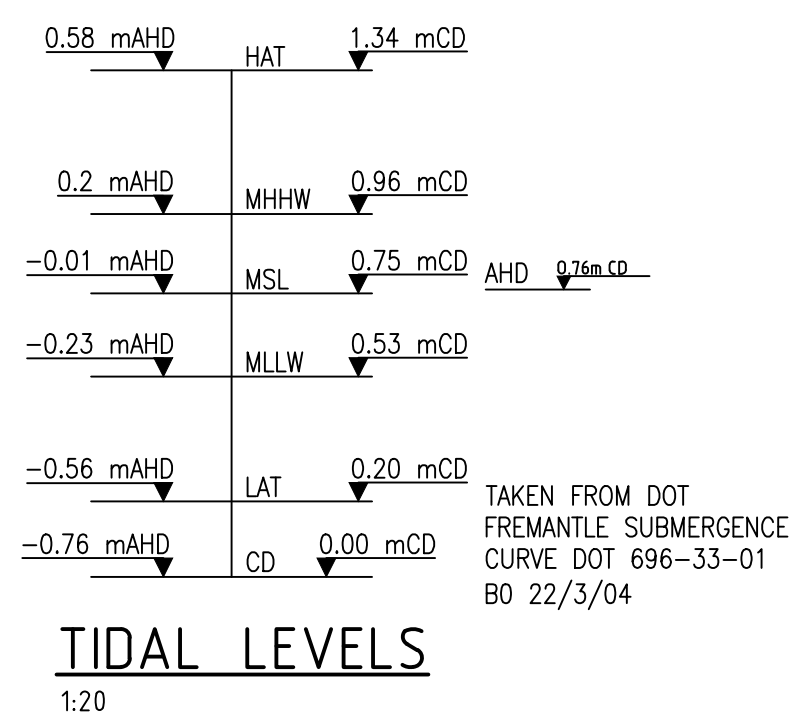 0.58 mAHD HAT 1.34 mCD
0.2 mAHD MHHW 0.96 mCD
-0.01 mAHD MSL 0.75 mCD AHD 0.76m CD
-0.23 mAHD MLLW 0.53 mCD
-0.56 mAHD LAT 0.20 mCD
-0.76 mAHD CD 0.00 mCD
TAKEN FROM DOT
FREMANTLE SUBMERGENCE
CURVE DOT 696-33-01
B0 22/3/04
TIDAL LEVELS
1:20